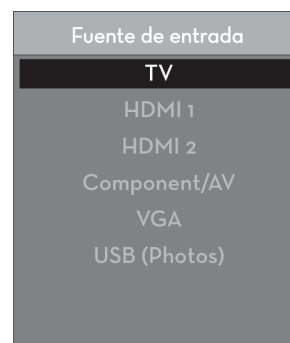 Fuente de entrada
TV
HDMI 1
HDMI 2
Component/AV
VGA
USB (Photos)